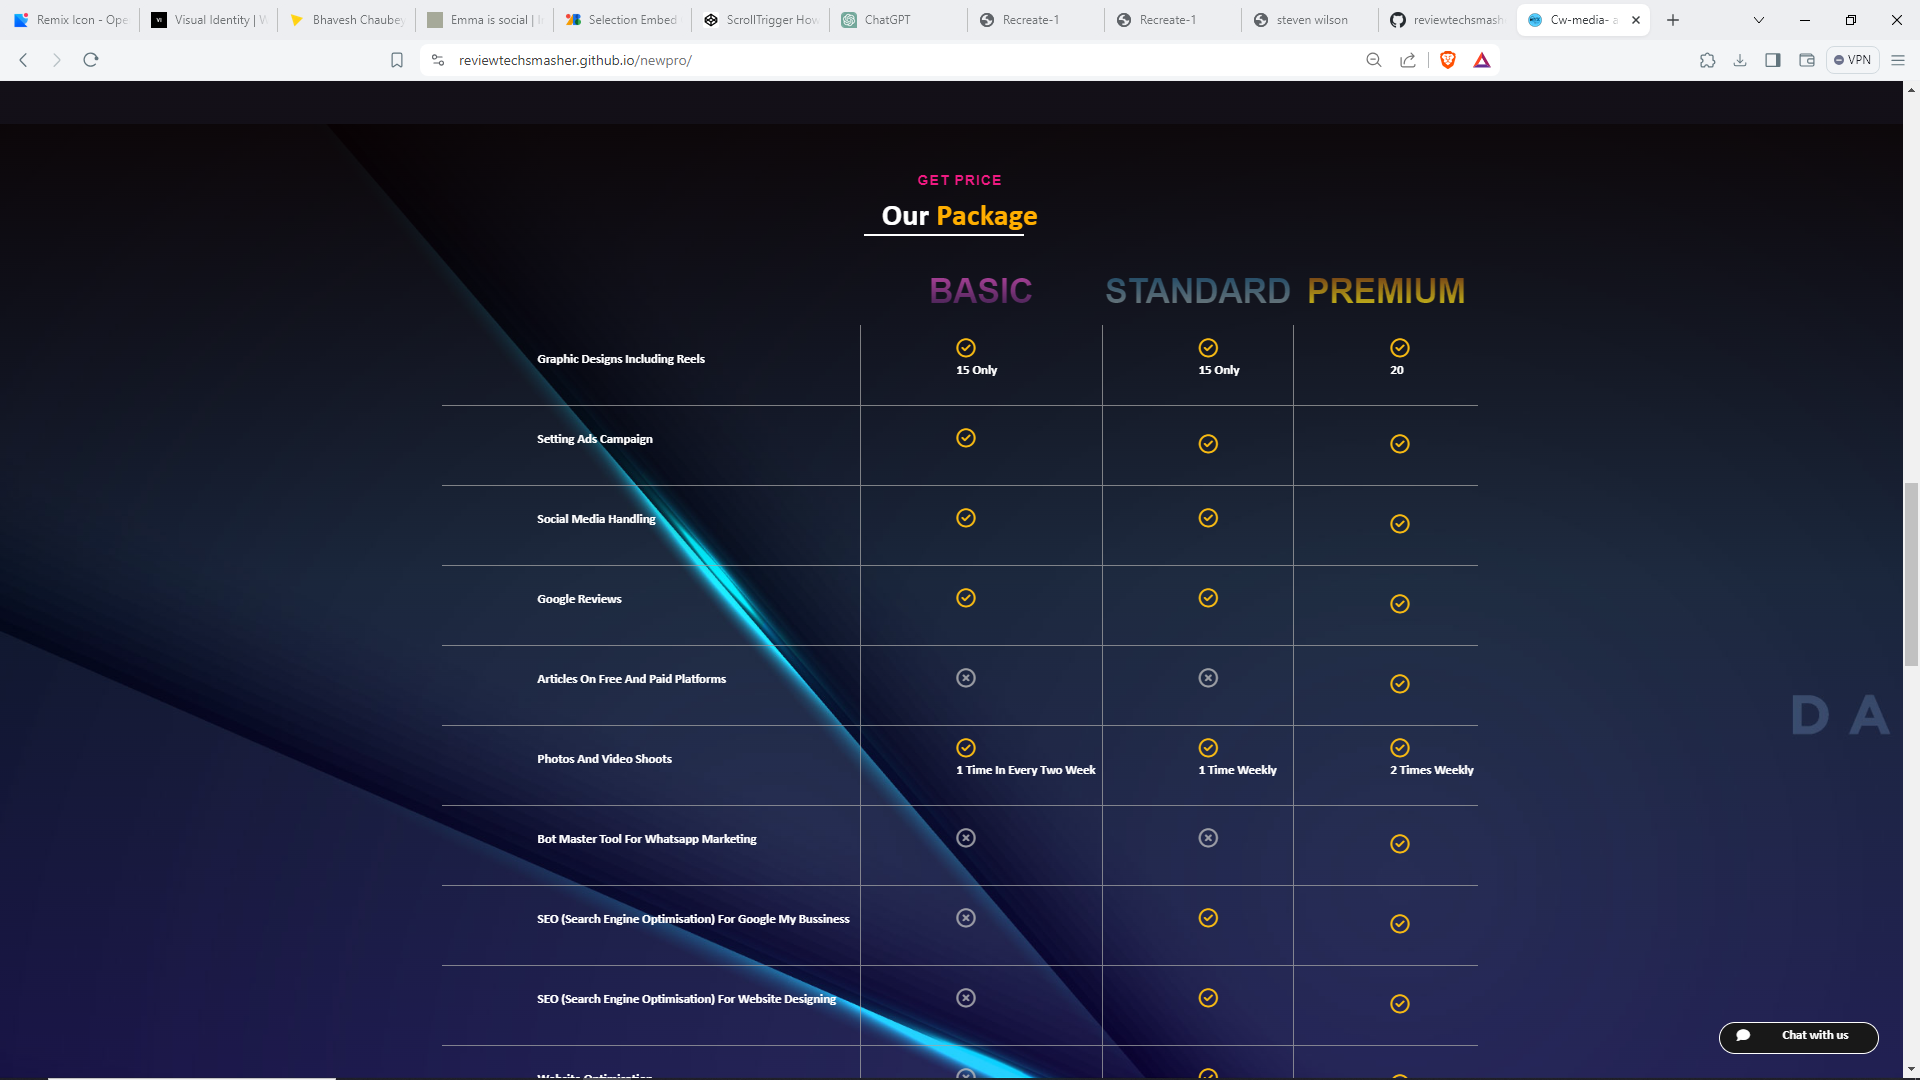 Remix Icon - Ope
Visual Identity | W
Bhavesh Chaubey
Emma is social | I
Selection Embed
ScrollTrigger How
ChatGPT
Recreate-1
Recreate-1
steven wilson
reviewtechsmash
Cw-media- a
reviewtechsmasher.github.io/newpro/
VPN
GET PRICE
Our Package
BASIC STANDARD PREMIUM
Graphic Designs Including Reels 15 Only 15 Only 20
Setting Ads Campaign
Social Media Handling
Google Reviews
Articles On Free And Paid Platforms
D A
Photos And Video Shoots 1 Time In Every Two Week 1 Time Weekly 2 Times Weekly
Bot Master Tool For Whatsapp Marketing
SEO (Search Engine Optimisation) For Google My Bussiness
SEO (Search Engine Optimisation) For Website Designing
Chat with us
Website Optimisation